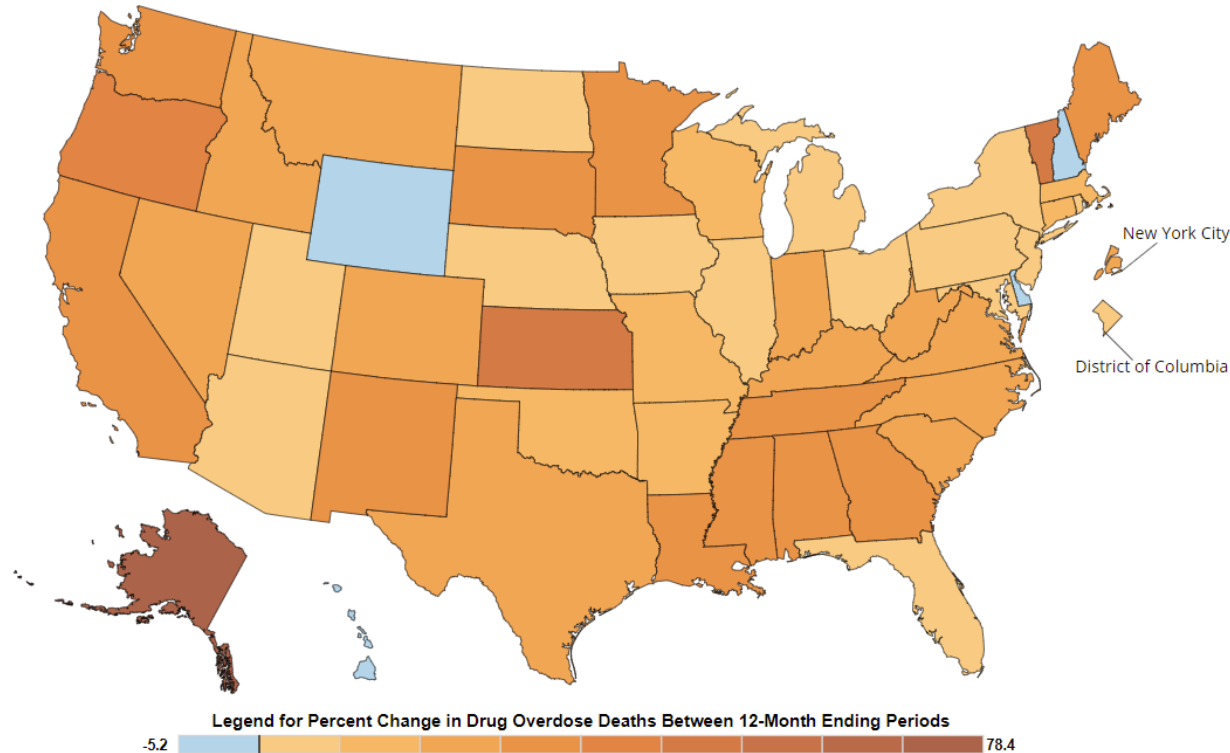 New York City
District of Columbia
Legend for Percent Change in Drug Overdose Deaths Between 12-Month Ending Periods
-5.2 78.4